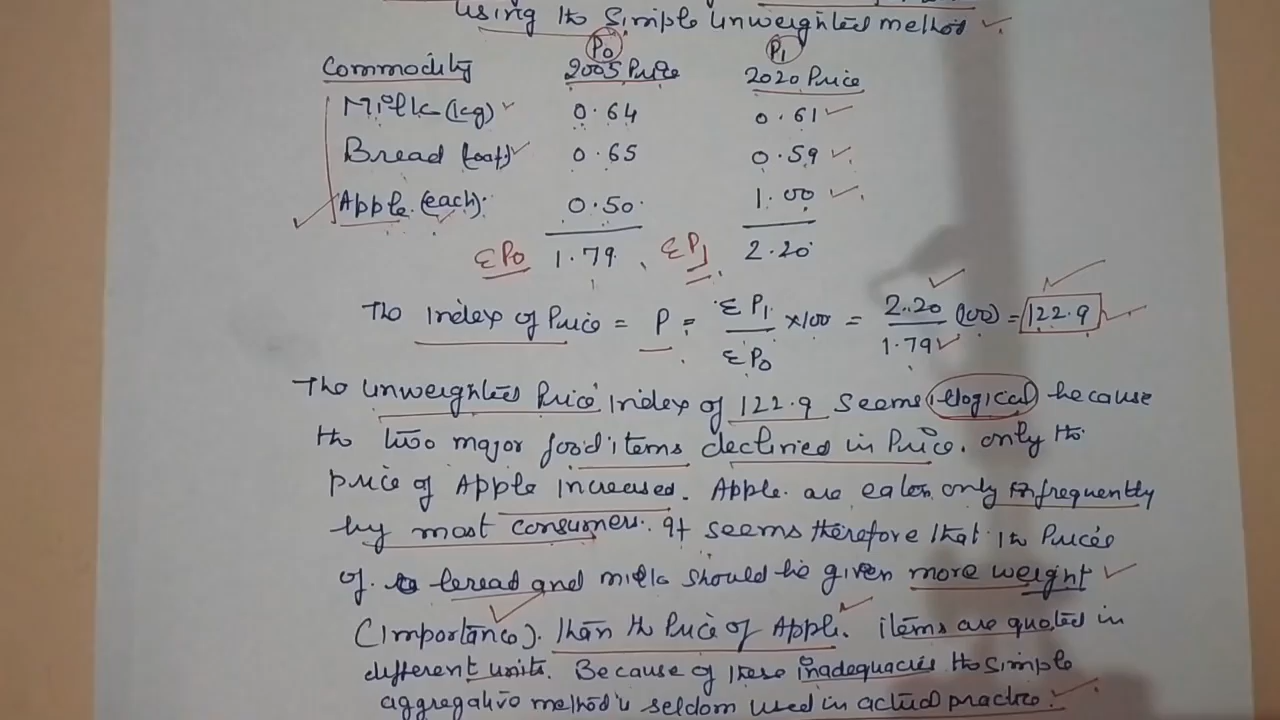 using the Simple unweighted method
P0 P1
Commodity 2005 Price 2020 Price
Milk (kg) 0.64 0.61
Bread (loaf) 0.65 0.59
Apple (each) 0.50 1.00
ΣP0 1.79 ΣP1 2.20
The index of Price = P = ΣP1 / ΣP0 ×100 = 2.20 / 1.79 (100) = 122.9
The unweighted Price index of 122.9 seems illogical because
the two major food items declined in Price. only the
price of Apple increased. Apple are eaten only infrequently
by most consumers. It seems therefore that the Prices
of bread and milk should be given more weight
(importance). than the Price of Apple. items are quoted in
different units. Because of these inadequacies the simple
aggregative method is seldom used in actual practice.